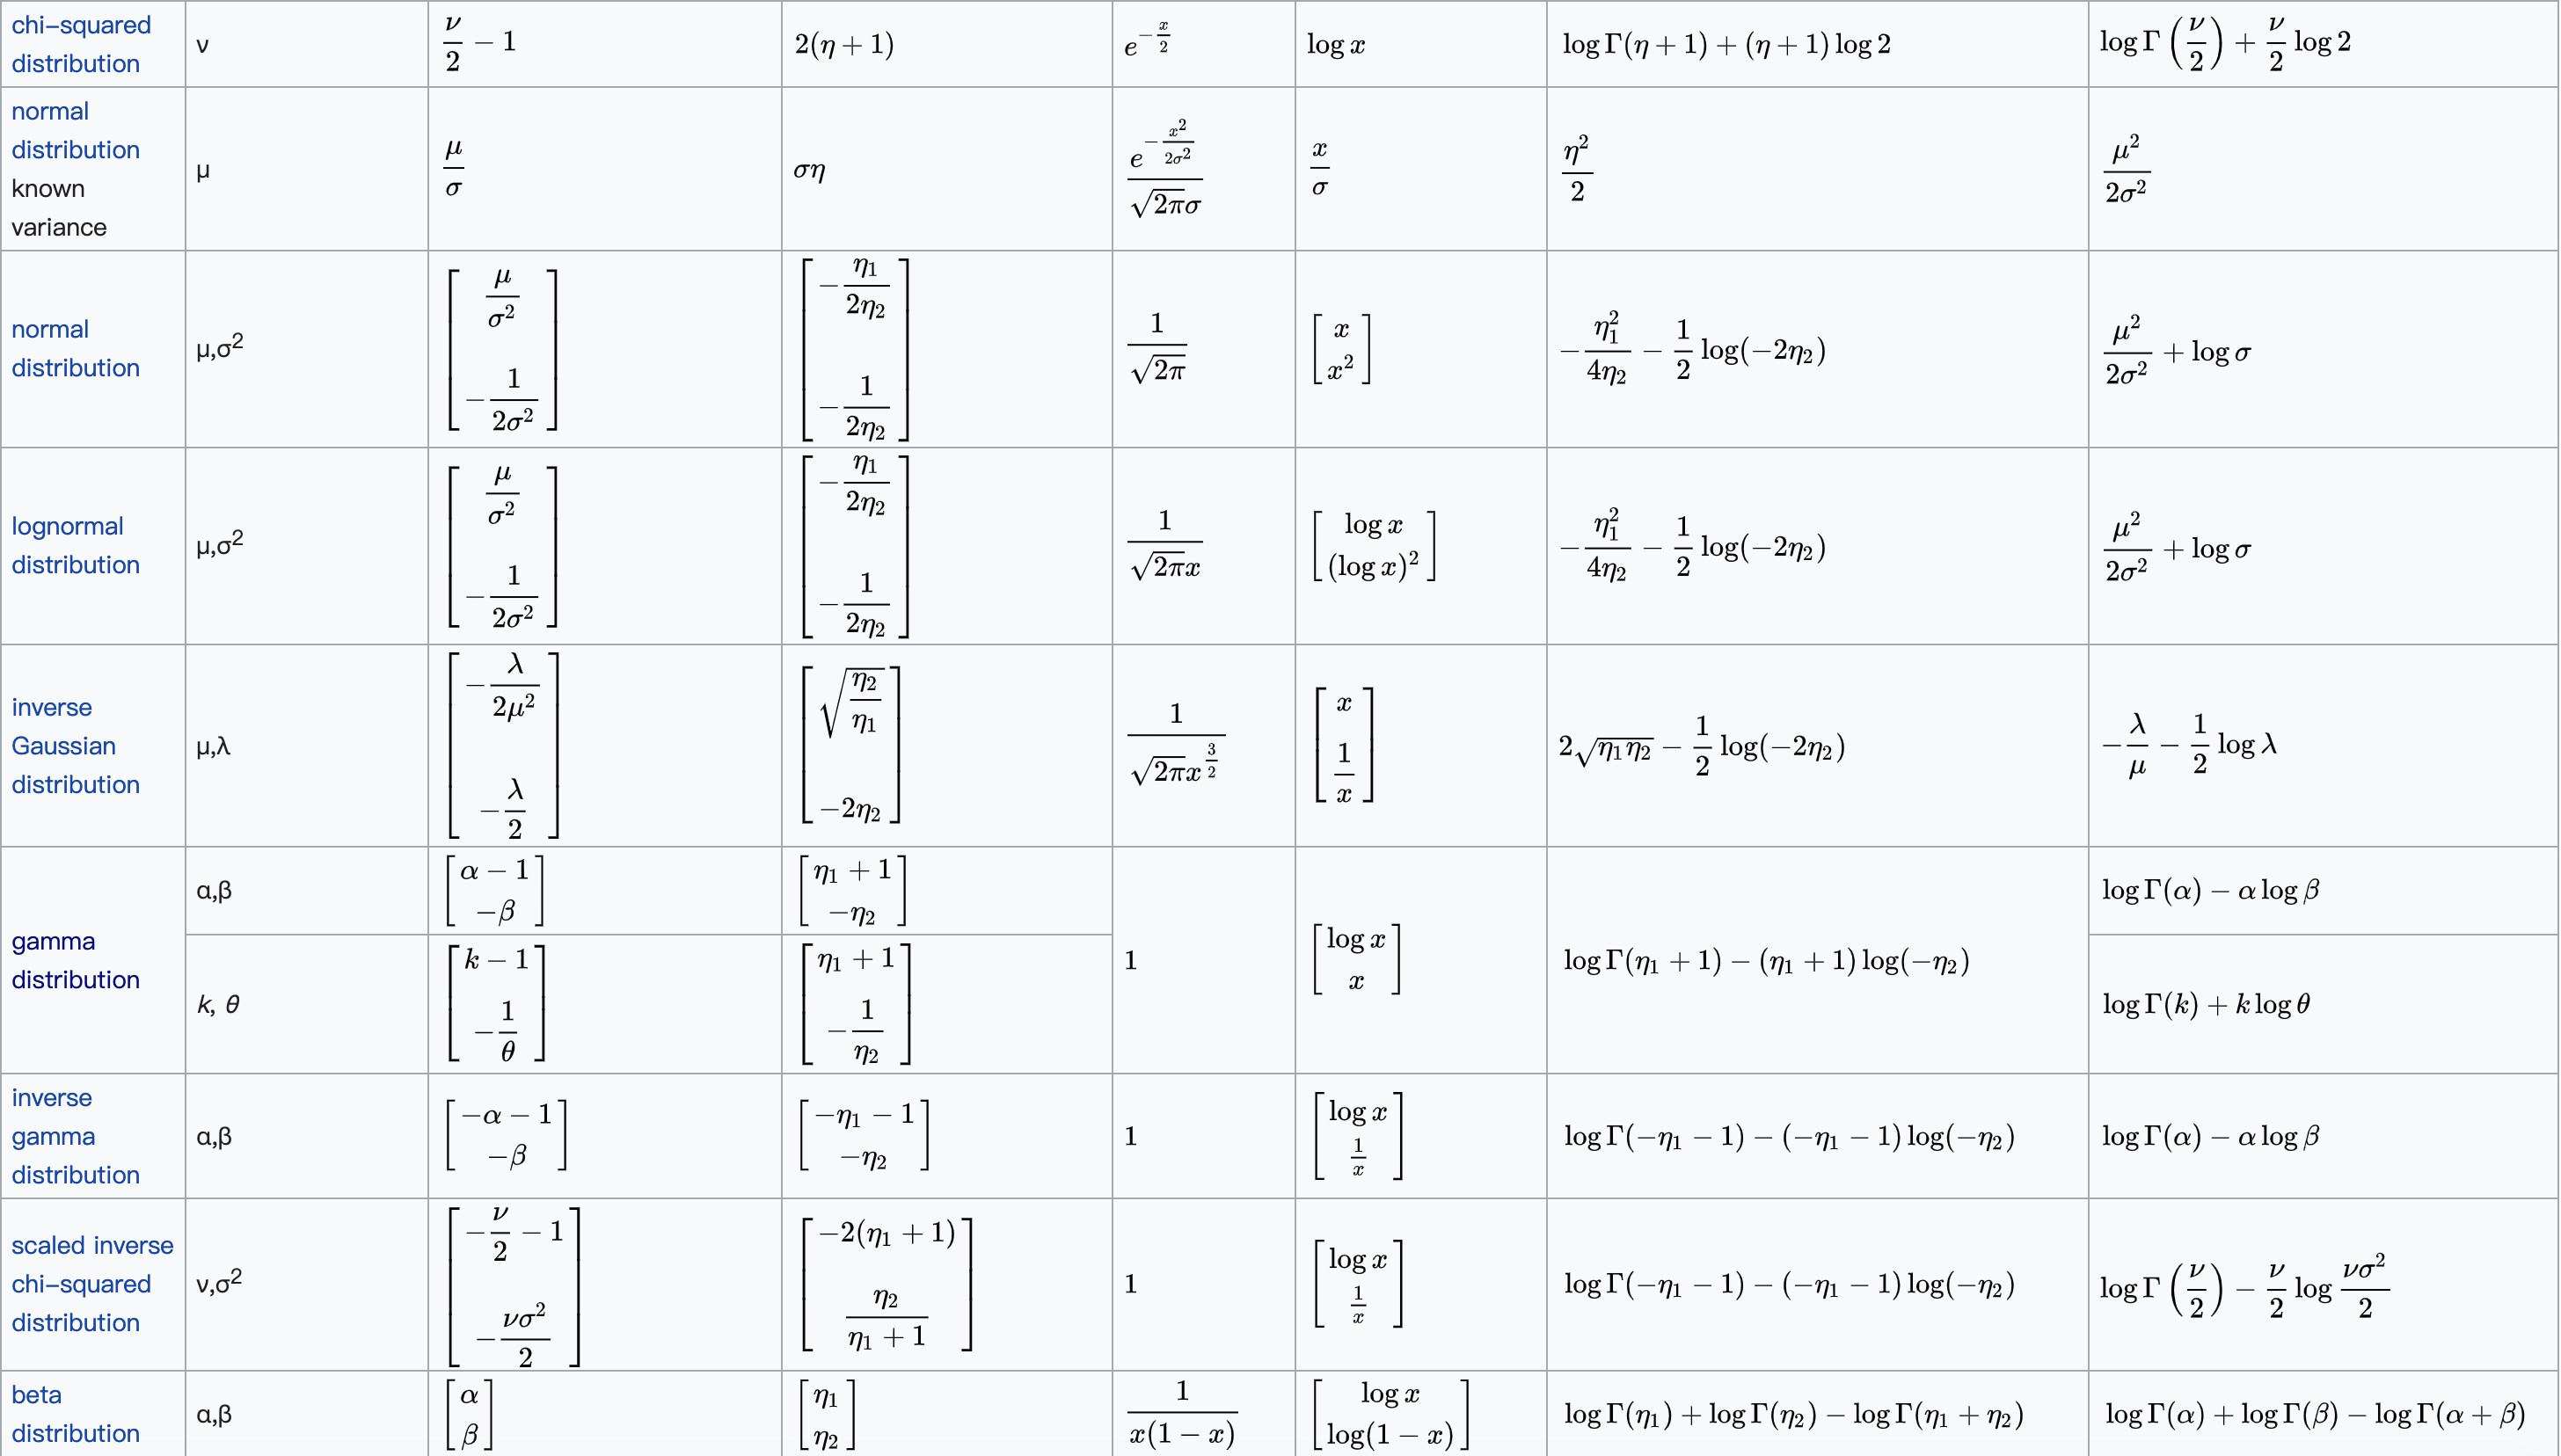 chi-squared distribution | ν | $\frac{\nu}{2} - 1$ | $2(\eta + 1)$ | $e^{-\frac{x}{2}}$ | $\log x$ | $\log \Gamma(\eta + 1) + (\eta + 1) \log 2$ | $\log \Gamma\left(\frac{\nu}{2}\right) + \frac{\nu}{2} \log 2$
normal distribution known variance | μ | $\frac{\mu}{\sigma}$ | $\sigma\eta$ | $\frac{e^{-\frac{x^2}{2\sigma^2}}}{\sqrt{2\pi}\sigma}$ | $\frac{x}{\sigma}$ | $\frac{\eta^2}{2}$ | $\frac{\mu^2}{2\sigma^2}$
normal distribution | μ,σ² | $\begin{bmatrix} \frac{\mu}{\sigma^2} \\ -\frac{1}{2\sigma^2} \end{bmatrix}$ | $\begin{bmatrix} -\frac{\eta_1}{2\eta_2} \\ -\frac{1}{2\eta_2} \end{bmatrix}$ | $\frac{1}{\sqrt{2\pi}}$ | $\begin{bmatrix} x \\ x^2 \end{bmatrix}$ | $-\frac{\eta_1^2}{4\eta_2} - \frac{1}{2} \log(-2\eta_2)$ | $\frac{\mu^2}{2\sigma^2} + \log \sigma$
lognormal distribution | μ,σ² | $\begin{bmatrix} \frac{\mu}{\sigma^2} \\ -\frac{1}{2\sigma^2} \end{bmatrix}$ | $\begin{bmatrix} -\frac{\eta_1}{2\eta_2} \\ -\frac{1}{2\eta_2} \end{bmatrix}$ | $\frac{1}{\sqrt{2\pi}x}$ | $\begin{bmatrix} \log x \\ (\log x)^2 \end{bmatrix}$ | $-\frac{\eta_1^2}{4\eta_2} - \frac{1}{2} \log(-2\eta_2)$ | $\frac{\mu^2}{2\sigma^2} + \log \sigma$
inverse Gaussian distribution | μ,λ | $\begin{bmatrix} -\frac{\lambda}{2\mu^2} \\ -\frac{\lambda}{2} \end{bmatrix}$ | $\begin{bmatrix} \sqrt{\frac{\eta_2}{\eta_1}} \\ -2\eta_2 \end{bmatrix}$ | $\frac{1}{\sqrt{2\pi}x^{\frac{3}{2}}}$ | $\begin{bmatrix} x \\ \frac{1}{x} \end{bmatrix}$ | $2\sqrt{\eta_1\eta_2} - \frac{1}{2} \log(-2\eta_2)$ | $-\frac{\lambda}{\mu} - \frac{1}{2} \log \lambda$
gamma distribution | α,β | $\begin{bmatrix} \alpha - 1 \\ -\beta \end{bmatrix}$ | $\begin{bmatrix} \eta_1 + 1 \\ -\eta_2 \end{bmatrix}$ | 1 | $\begin{bmatrix} \log x \\ x \end{bmatrix}$ | $\log \Gamma(\eta_1 + 1) - (\eta_1 + 1) \log(-\eta_2)$ | $\log \Gamma(\alpha) - \alpha \log \beta$
k, θ | $\begin{bmatrix} k - 1 \\ -\frac{1}{\theta} \end{bmatrix}$ | $\begin{bmatrix} \eta_1 + 1 \\ -\frac{1}{\eta_2} \end{bmatrix}$ | $\log \Gamma(k) + k \log \theta$
inverse gamma distribution | α,β | $\begin{bmatrix} -\alpha - 1 \\ -\beta \end{bmatrix}$ | $\begin{bmatrix} -\eta_1 - 1 \\ -\eta_2 \end{bmatrix}$ | 1 | $\begin{bmatrix} \log x \\ \frac{1}{x} \end{bmatrix}$ | $\log \Gamma(-\eta_1 - 1) - (-\eta_1 - 1) \log(-\eta_2)$ | $\log \Gamma(\alpha) - \alpha \log \beta$
scaled inverse chi-squared distribution | ν,σ² | $\begin{bmatrix} -\frac{\nu}{2} - 1 \\ -\frac{\nu\sigma^2}{2} \end{bmatrix}$ | $\begin{bmatrix} -2(\eta_1 + 1) \\ \frac{\eta_2}{\eta_1 + 1} \end{bmatrix}$ | 1 | $\begin{bmatrix} \log x \\ \frac{1}{x} \end{bmatrix}$ | $\log \Gamma(-\eta_1 - 1) - (-\eta_1 - 1) \log(-\eta_2)$ | $\log \Gamma\left(\frac{\nu}{2}\right) - \frac{\nu}{2} \log \frac{\nu\sigma^2}{2}$
beta distribution | α,β | $\begin{bmatrix} \alpha \\ \beta \end{bmatrix}$ | $\begin{bmatrix} \eta_1 \\ \eta_2 \end{bmatrix}$ | $\frac{1}{x(1 - x)}$ | $\begin{bmatrix} \log x \\ \log(1 - x) \end{bmatrix}$ | $\log \Gamma(\eta_1) + \log \Gamma(\eta_2) - \log \Gamma(\eta_1 + \eta_2)$ | $\log \Gamma(\alpha) + \log \Gamma(\beta) - \log \Gamma(\alpha + \beta)$